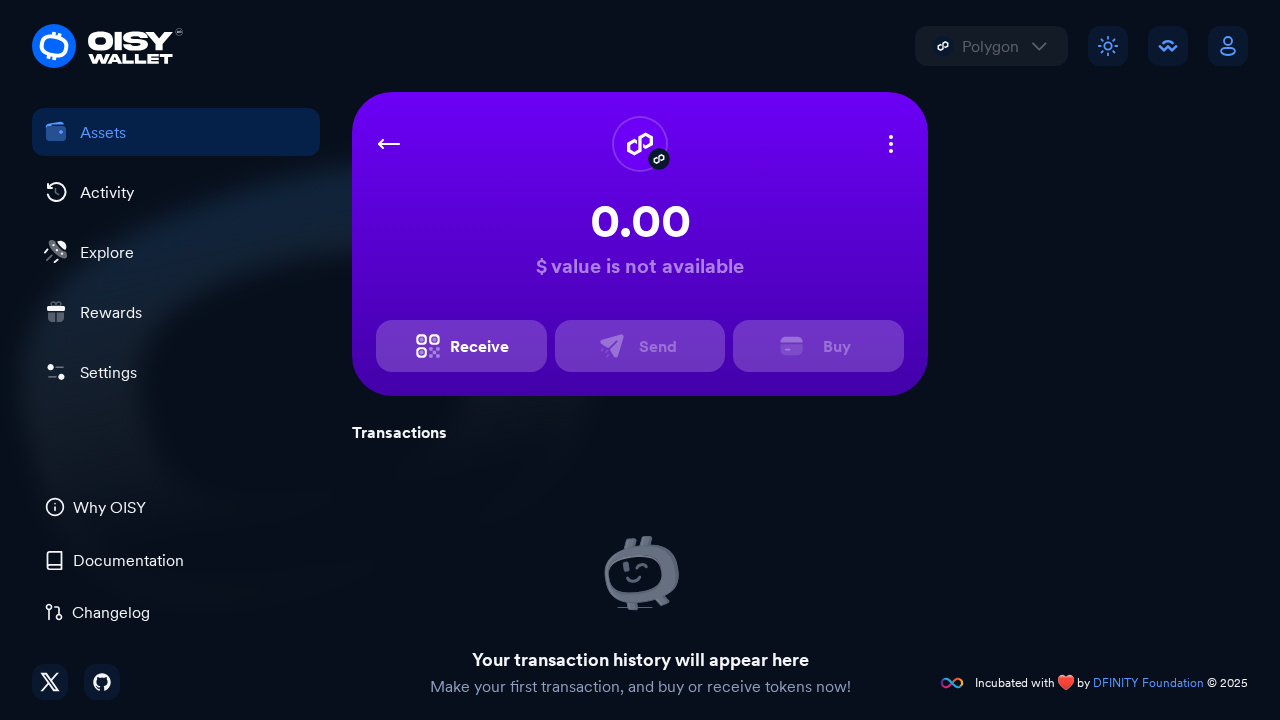 OISY
WALLET
Polygon
Assets
Activity
Explore
Rewards
Settings
Why OISY
Documentation
Changelog
0.00
$ value is not available
Receive
Send
Buy
Transactions
Your transaction history will appear here
Make your first transaction, and buy or receive tokens now!
Incubated with ❤️ by DFINITY Foundation © 2025